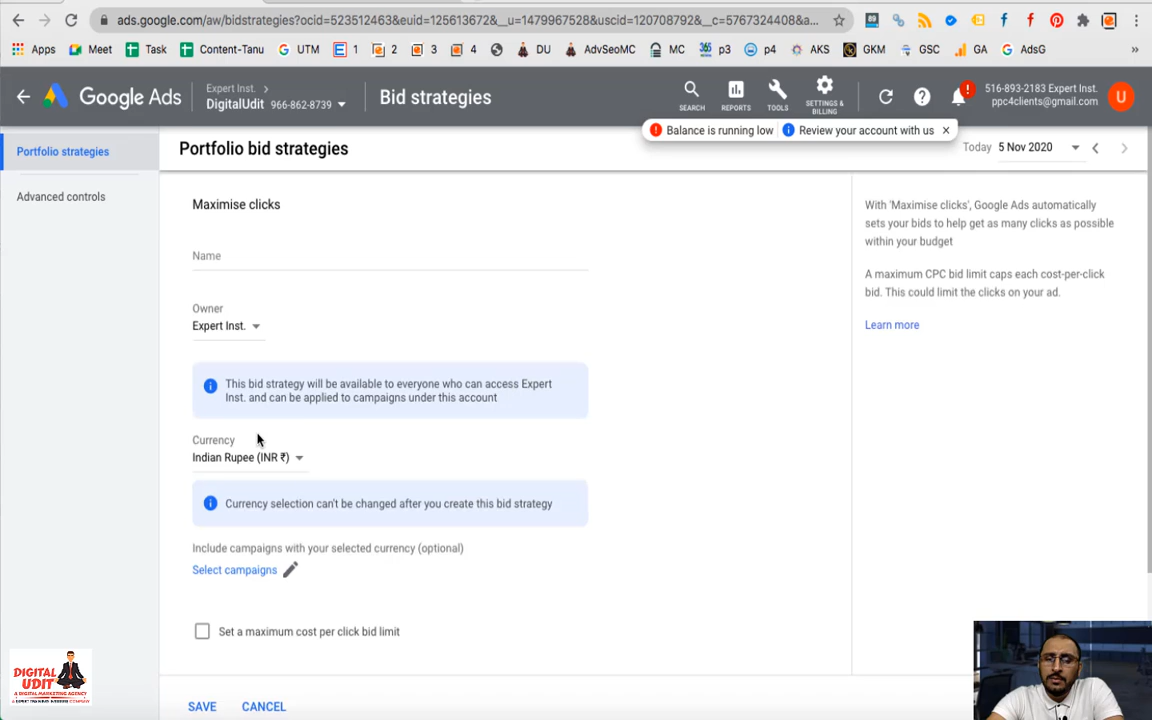 ads.google.com/aw/bidstrategies?ocid=523512463&euid=125613672&__u=1479967528&uscid=120708792&__c=5767324408&a...
Apps
Meet
Task
Content-Tanu
UTM
1
2
3
4
DU
AdvSeoMC
MC
p3
p4
AKS
GKM
GSC
GA
AdsG
»
Google Ads
Expert Inst.
DigitalUdit 966-862-8739
Bid strategies
SEARCH
REPORTS
TOOLS
SETTINGS & BILLING
516-893-2183 Expert Inst.
ppc4clients@gmail.com
U
Balance is running low
Review your account with us
Portfolio strategies
Advanced controls
Portfolio bid strategies
Today 5 Nov 2020
Maximise clicks
Name
Owner
Expert Inst.
This bid strategy will be available to everyone who can access Expert
Inst. and can be applied to campaigns under this account
Currency
Indian Rupee (INR ₹)
Currency selection can't be changed after you create this bid strategy
Include campaigns with your selected currency (optional)
Select campaigns
Set a maximum cost per click bid limit
SAVE
CANCEL
With 'Maximise clicks', Google Ads automatically
sets your bids to help get as many clicks as possible
within your budget
A maximum CPC bid limit caps each cost-per-click
bid. This could limit the clicks on your ad.
Learn more
DIGITAL
UDIT
A DIGITAL MARKETING AGENCY